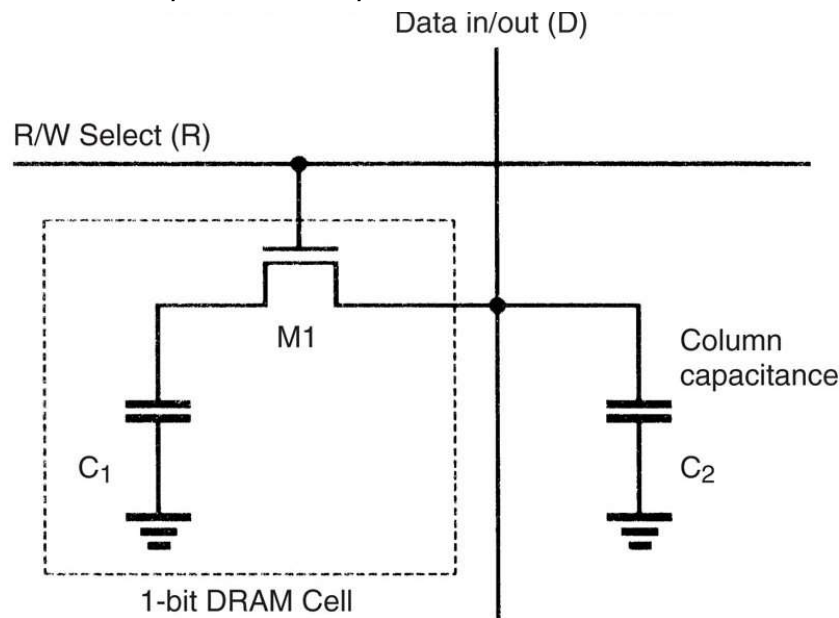 Data in/out (D)
R/W Select (R)
M1
Column
capacitance
C₁
C₂
1-bit DRAM Cell